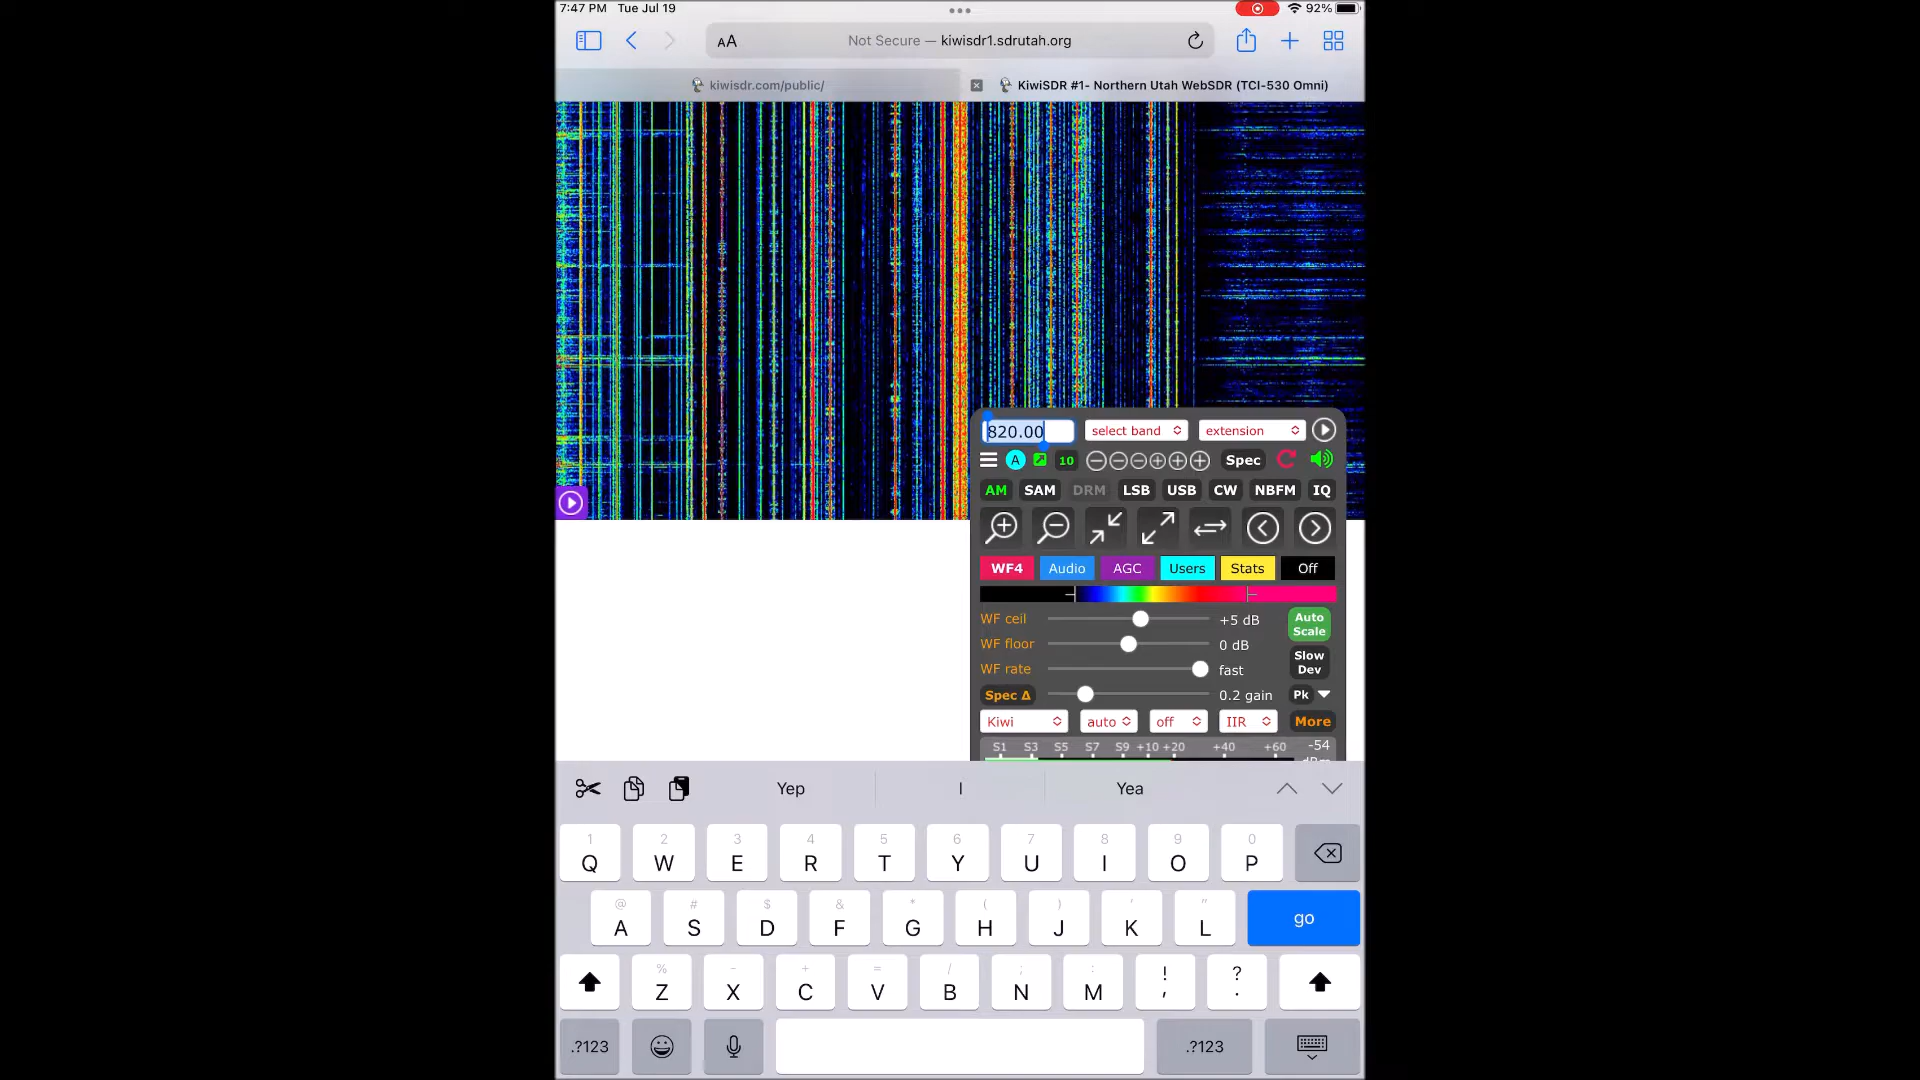 7:47 PM Tue Jul 19
92%
AA
Not Secure — kiwisdr1.sdrutah.org
kiwisdr.com/public/
KiwiSDR #1- Northern Utah WebSDR (TCI-530 Omni)
820.00
select band
extension
A
10
Spec
AM SAM DRM LSB USB CW NBFM IQ
WF4 Audio AGC Users Stats Off
WF ceil +5 dB
Auto Scale
WF floor 0 dB
WF rate fast
Slow Dev
Spec Δ 0.2 gain Pk
Kiwi auto off IIR More
S1 S3 S5 S7 S9 +10 +20 +40 +60 -54
Yep I Yea
1 2 3 4 5 6 7 8 9 0
Q W E R T Y U I O P
@ # $ & * ( ) ' "
A S D F G H J K L go
% - + = / ; : ! ?
Z X C V B N M , .
.?123 .?123